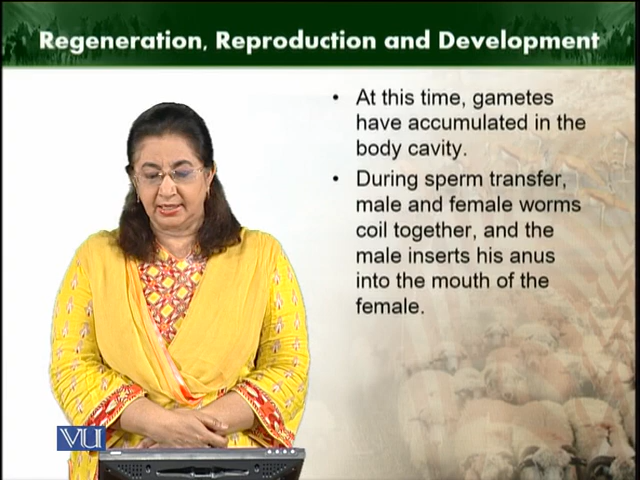 Regeneration, Reproduction and Development
• At this time, gametes
have accumulated in the
body cavity.
• During sperm transfer,
male and female worms
coil together, and the
male inserts his anus
into the mouth of the
female.
VU